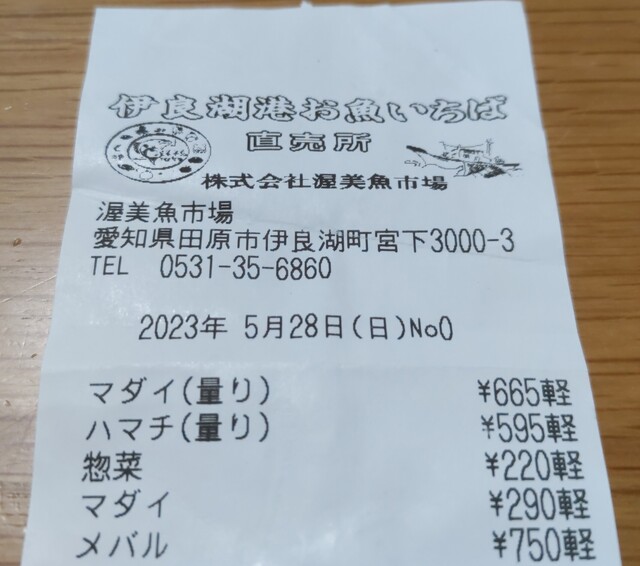 伊良湖港お魚いちば
直売所
株式会社渥美魚市場
渥美魚市場
愛知県田原市伊良湖町宮下3000-3
TEL 0531-35-6860
2023年 5月28日(日)No0
マダイ(量り) ¥665軽
ハマチ(量り) ¥595軽
惣菜 ¥220軽
マダイ ¥290軽
メバル ¥750軽